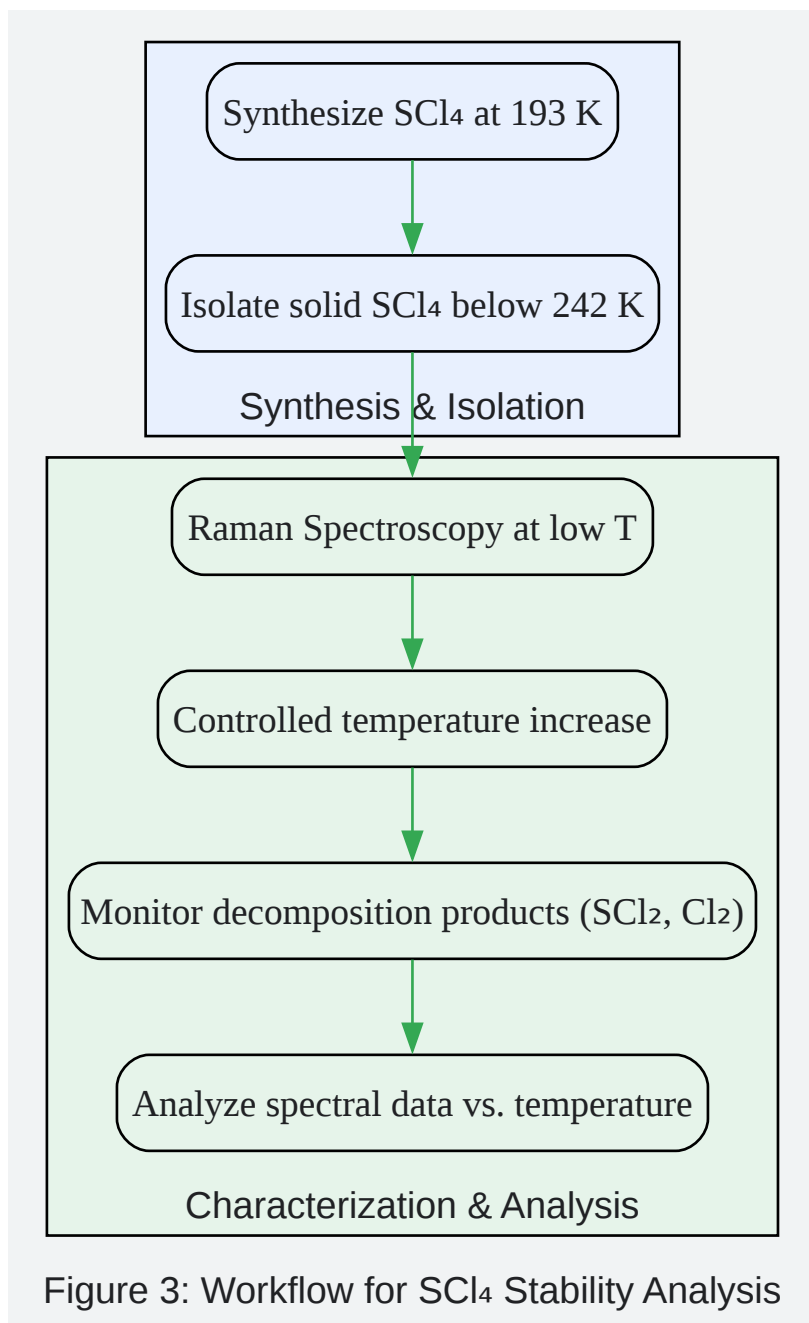 Synthesize SCl₄ at 193 K
Isolate solid SCl₄ below 242 K
Synthesis & Isolation
Raman Spectroscopy at low T
Controlled temperature increase
Monitor decomposition products (SCl₂, Cl₂)
Analyze spectral data vs. temperature
Characterization & Analysis
Figure 3: Workflow for SCl₄ Stability Analysis